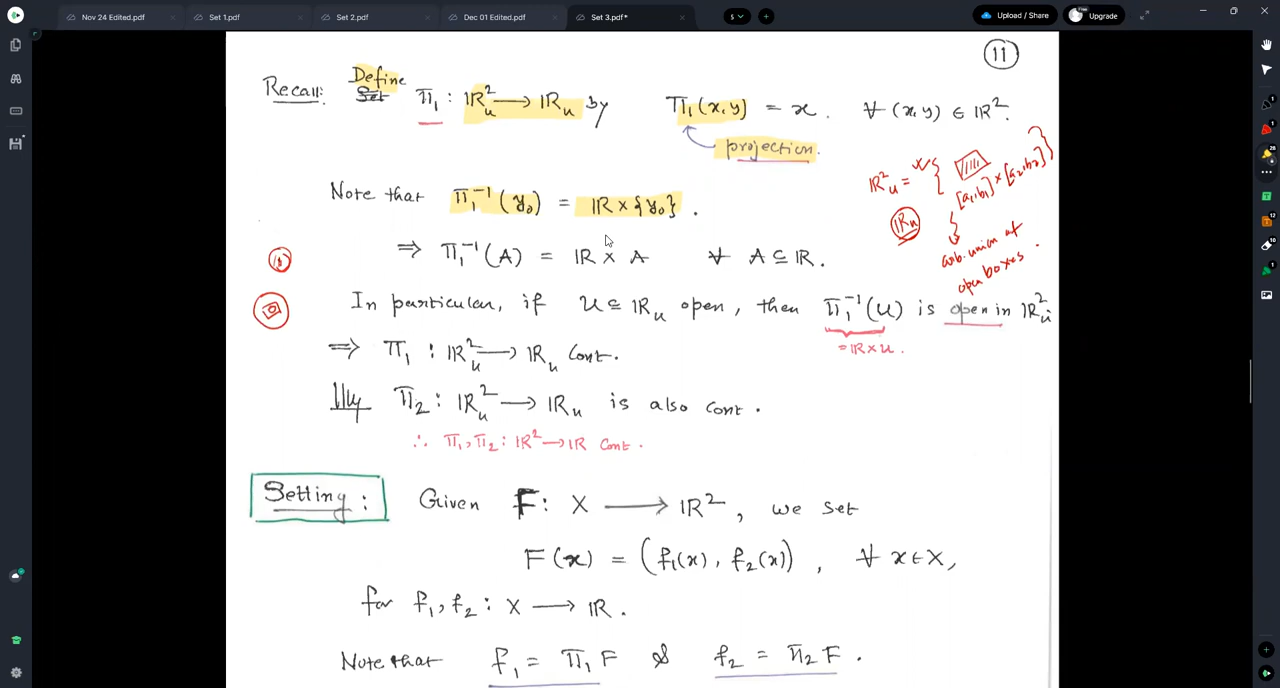 Nov 24 Edited.pdf
Set 1.pdf
Set 2.pdf
Dec 01 Edited.pdf
Set 3.pdf*
5
Upload / Share
Free
Upgrade
11
Recall: Define Set Π₁ : ℝ²ᵤ ⟶ ℝᵤ by Π₁(x,y) = x. ∀ (x,y) ∈ ℝ².
projection.
ℝ²ᵤ = [a₁,b₁] × [a₂,b₂]
ℝᵤ
arb. union of
open boxes.
Note that Π₁⁻¹(y₀) = ℝ × {y₀}.
⟹ Π₁⁻¹(A) = ℝ × A ∀ A ⊆ ℝ.
In particular, if U ⊆ ℝᵤ open, then Π₁⁻¹(U) is open in ℝ²ᵤ.
= ℝ × U.
⟹ Π₁ : ℝ²ᵤ ⟶ ℝᵤ Cont.
Illy Π₂ : ℝ²ᵤ ⟶ ℝᵤ is also cont.
∴ Π₁, Π₂ : ℝ² ⟶ ℝ Cont.
Setting: Given F : X ⟶ ℝ², we set
F(x) = (f₁(x), f₂(x)), ∀ x ∈ X,
for f₁, f₂ : X ⟶ ℝ.
Note that f₁ = Π₁ F & f₂ = Π₂ F.